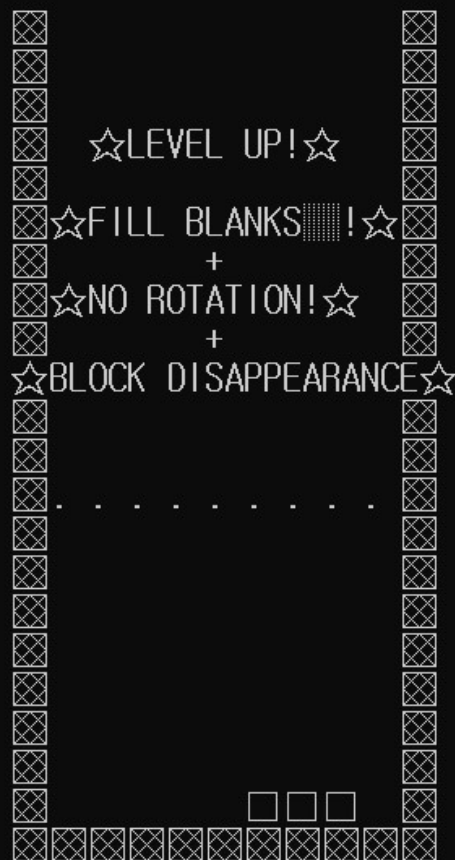 ☆LEVEL UP!☆
☆FILL BLANKS▒▒!☆
+
☆NO ROTATION!☆
+
☆BLOCK DISAPPEARANCE☆
. . . . . . . . .